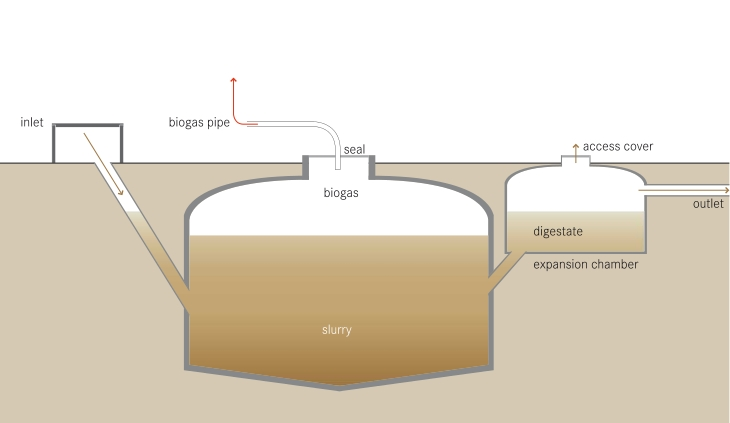 inlet
biogas pipe
seal
access cover
biogas
outlet
digestate
expansion chamber
slurry